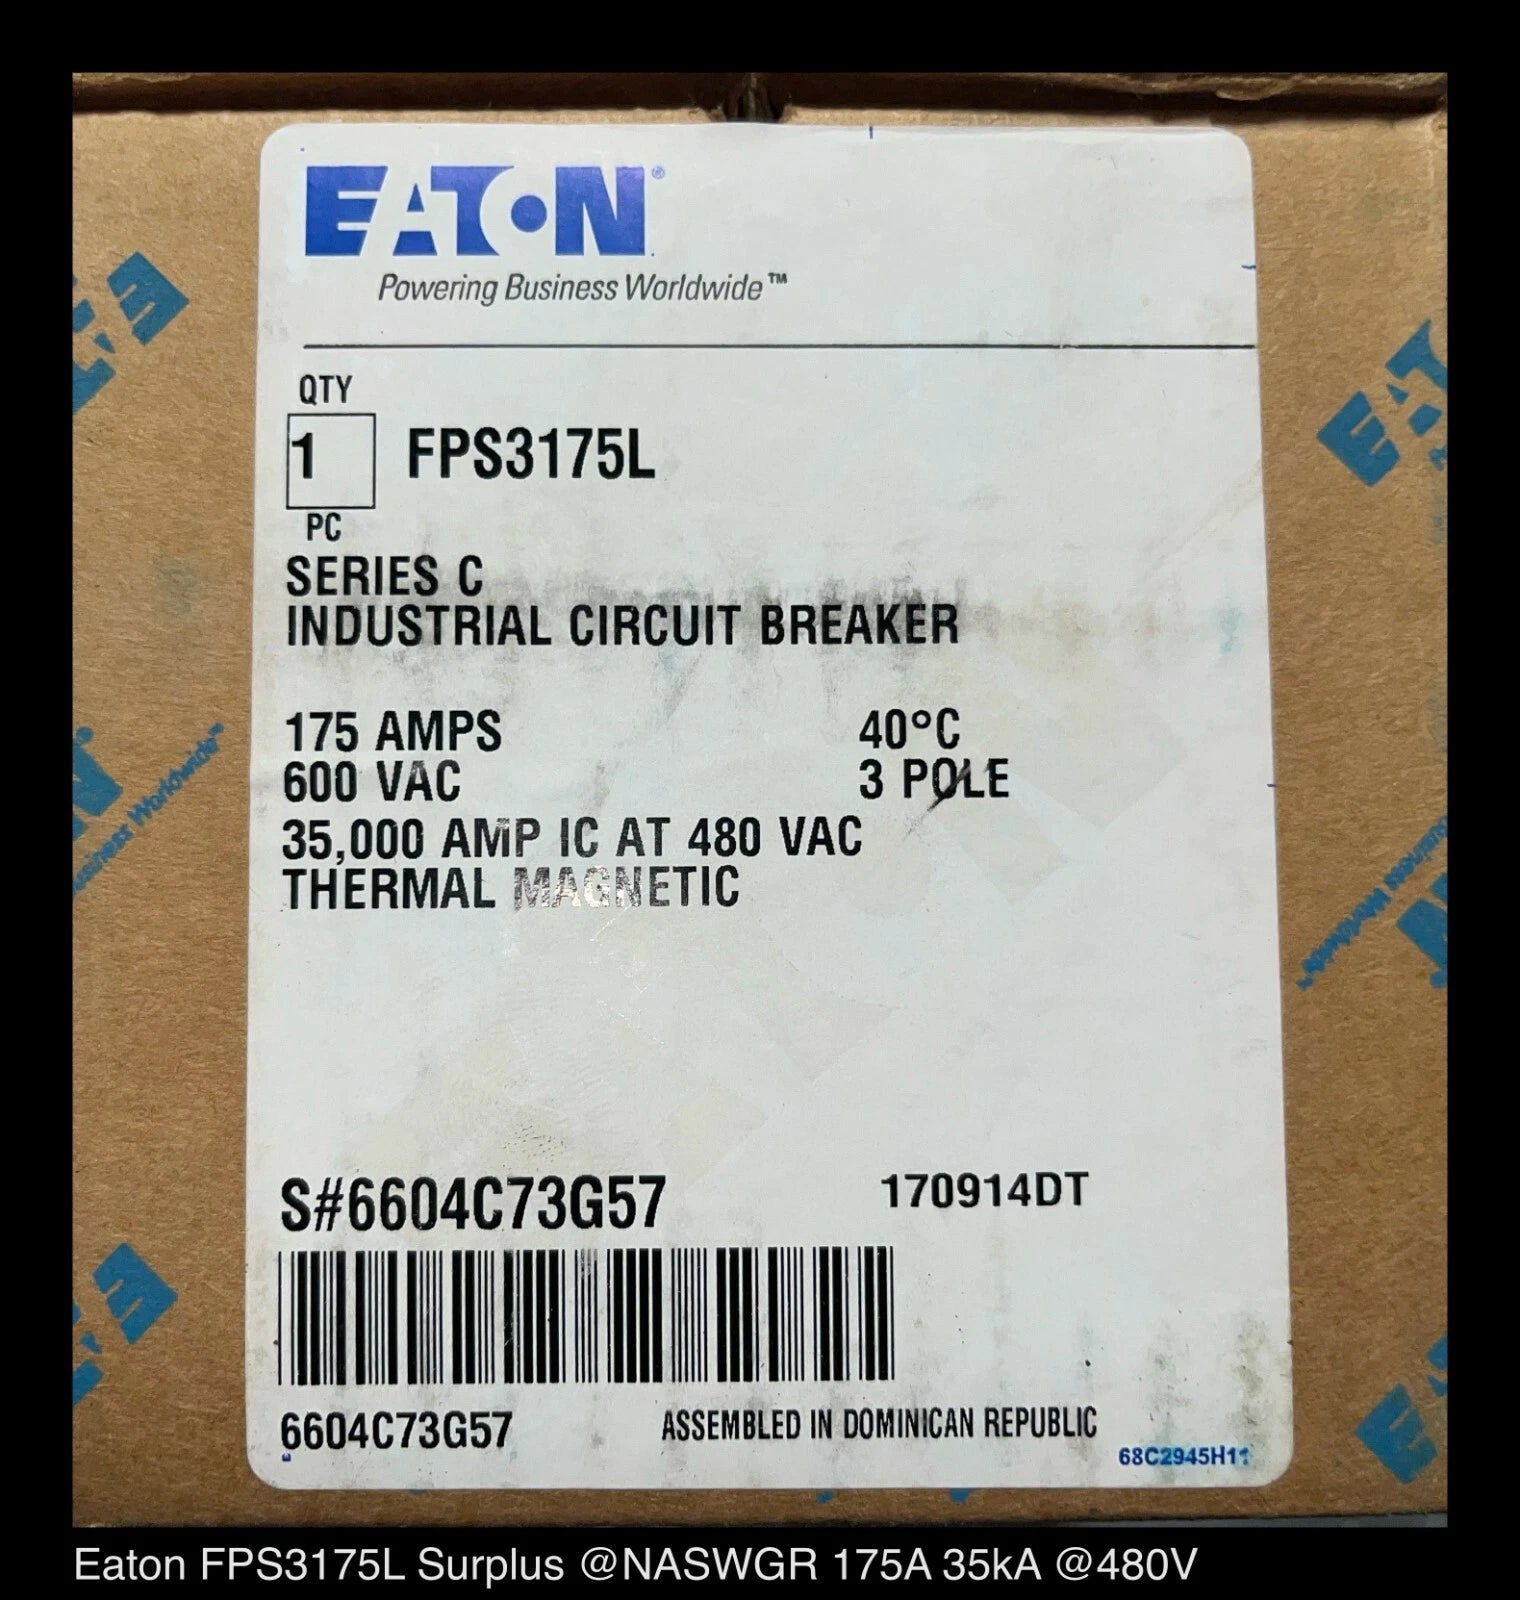 EATON®
Powering Business Worldwide™
QTY
1 FPS3175L
PC
SERIES C
INDUSTRIAL CIRCUIT BREAKER
175 AMPS 40°C
600 VAC 3 POLE
35,000 AMP IC AT 480 VAC
THERMAL MAGNETIC
S#6604C73G57 170914DT
6604C73G57 ASSEMBLED IN DOMINICAN REPUBLIC
68C2945H11
Eaton FPS3175L Surplus @NASWGR 175A 35kA @480V